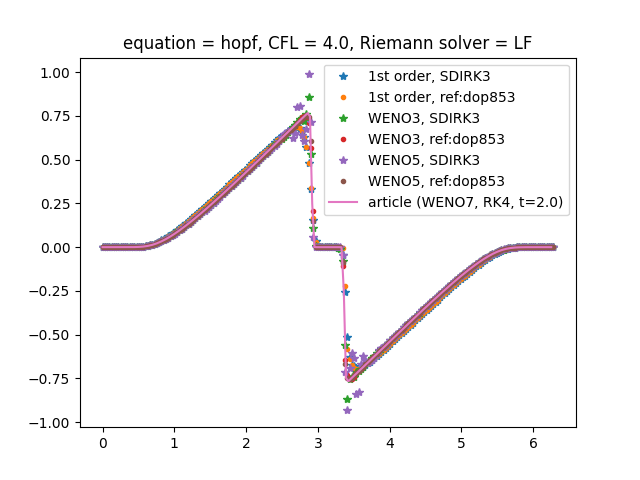 equation = hopf, CFL = 4.0, Riemann solver = LF
1st order, SDIRK3
1st order, ref:dop853
WENO3, SDIRK3
WENO3, ref:dop853
WENO5, SDIRK3
WENO5, ref:dop853
article (WENO7, RK4, t=2.0)
1.00
0.75
0.50
0.25
0.00
−0.25
−0.50
−0.75
−1.00
0 1 2 3 4 5 6